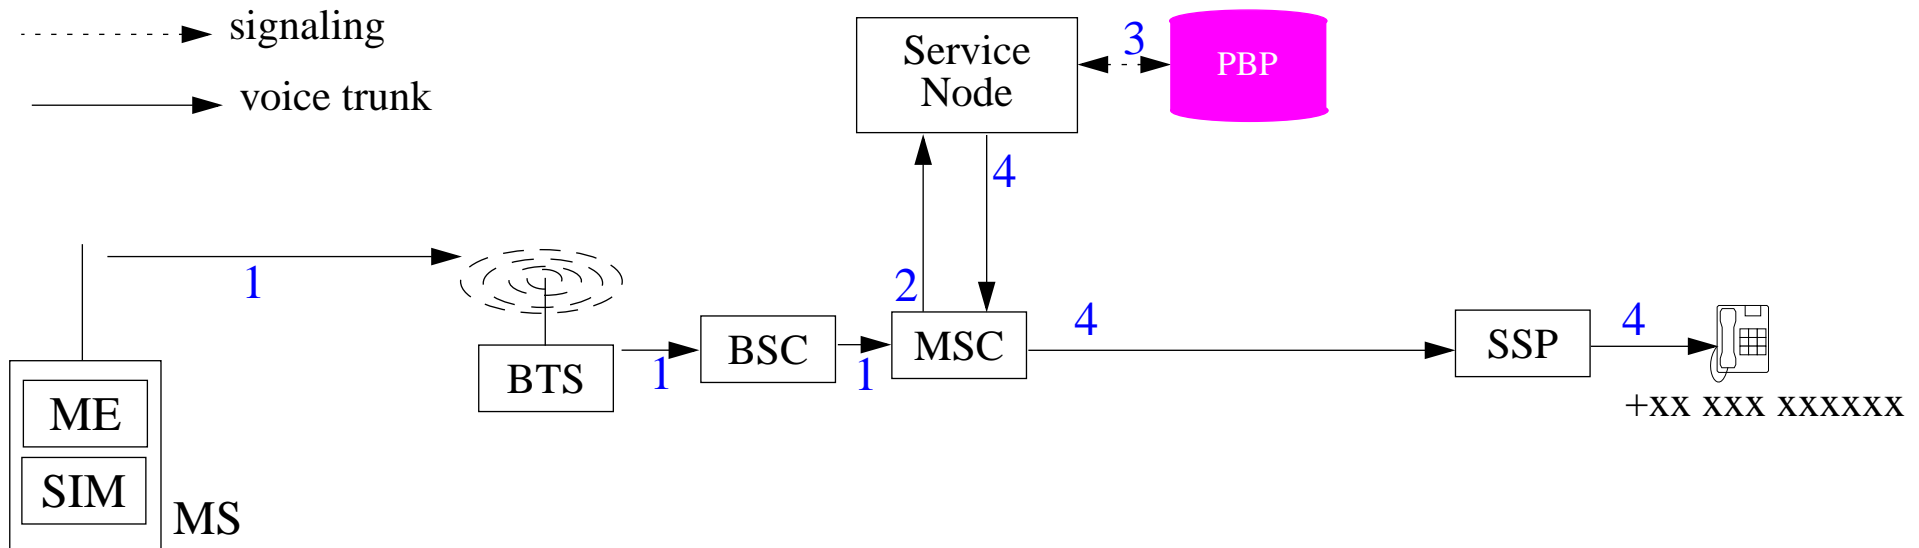 signaling
voice trunk
Service
Node
3
PBP
4
1
2
4
4
BTS
1
BSC
1
MSC
SSP
+xx xxx xxxxxx
ME
SIM
MS